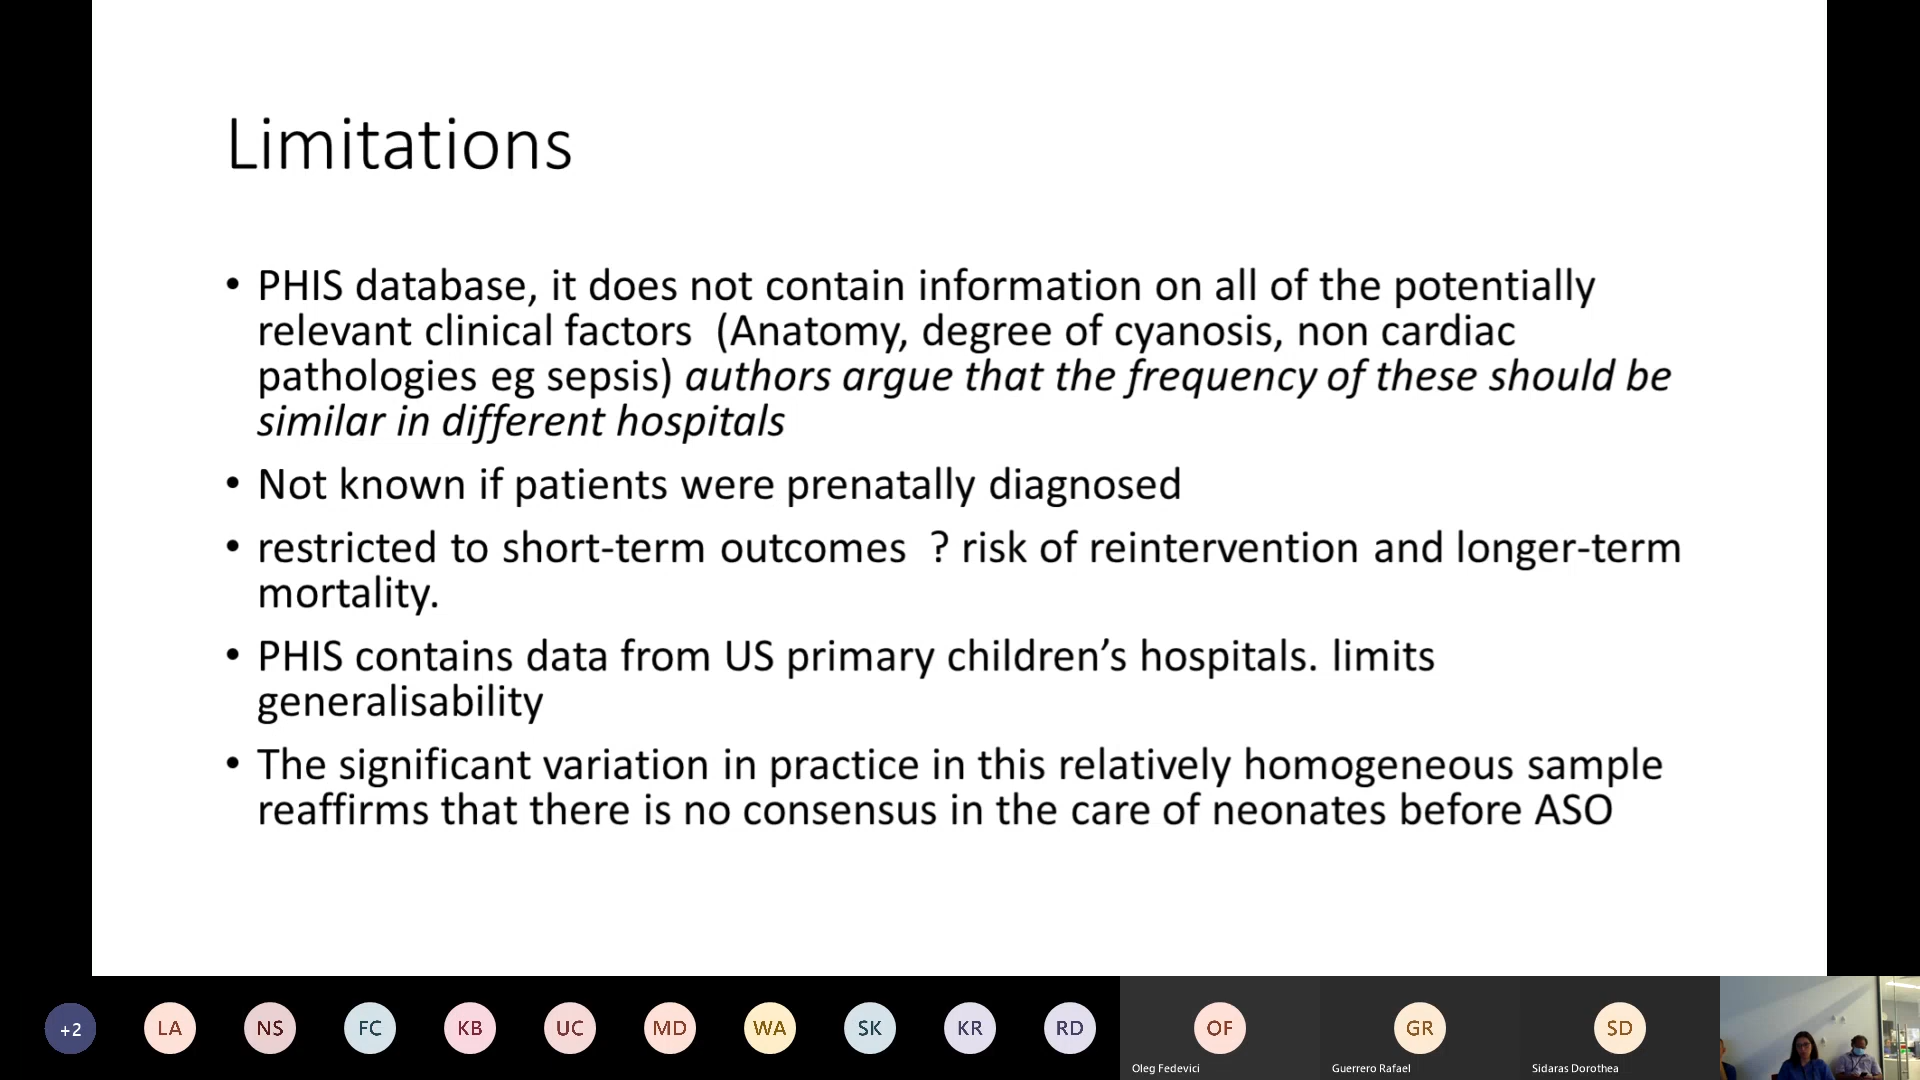 Limitations
• PHIS database, it does not contain information on all of the potentially
relevant clinical factors  (Anatomy, degree of cyanosis, non cardiac
pathologies eg sepsis) authors argue that the frequency of these should be
similar in different hospitals
• Not known if patients were prenatally diagnosed
• restricted to short-term outcomes  ? risk of reintervention and longer-term
mortality.
• PHIS contains data from US primary children’s hospitals. limits
generalisability
• The significant variation in practice in this relatively homogeneous sample
reaffirms that there is no consensus in the care of neonates before ASO
+2
LA
NS
FC
KB
UC
MD
WA
SK
KR
RD
OF
GR
SD
Oleg Fedevici
Guerrero Rafael
Sidaras Dorothea